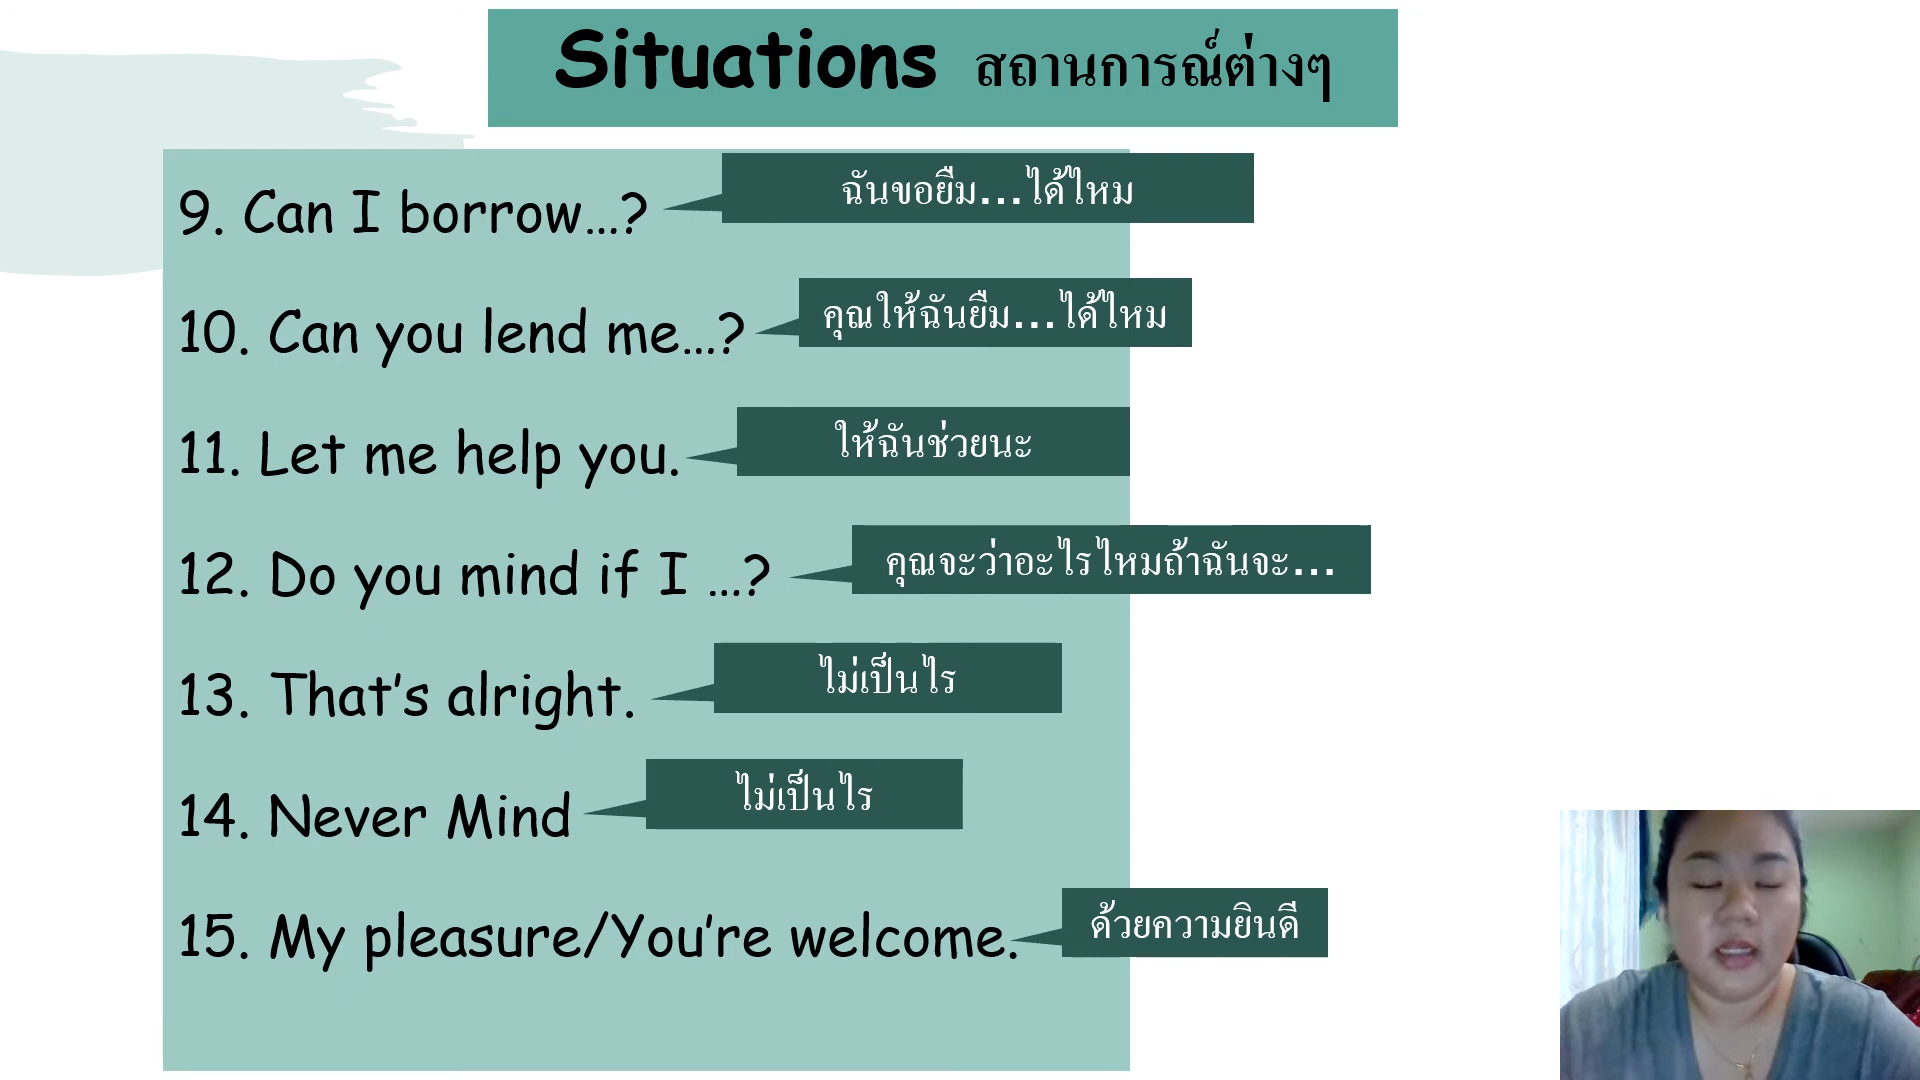 Situations สถานการณ์ต่างๆ
9. Can I borrow...? ฉันขอยืม...ได้ไหม
10. Can you lend me...? คุณให้ฉันยืม...ได้ไหม
11. Let me help you. ให้ฉันช่วยนะ
12. Do you mind if I ...? คุณจะว่าอะไรไหมถ้าฉันจะ...
13. That's alright. ไม่เป็นไร
14. Never Mind ไม่เป็นไร
15. My pleasure/You're welcome. ด้วยความยินดี